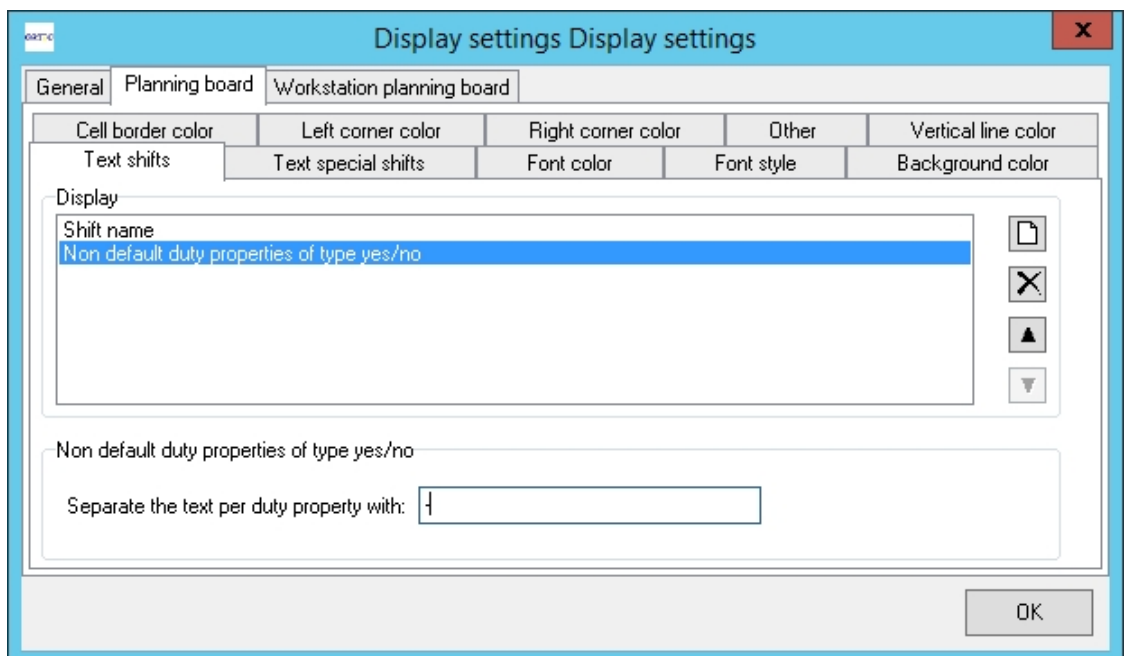 Display settings Display settings
General Planning board Workstation planning board
Cell border color Left corner color Right corner color Other Vertical line color
Text shifts Text special shifts Font color Font style Background color
Display
Shift name
Non default duty properties of type yes/no
Non default duty properties of type yes/no
Separate the text per duty property with: -
OK